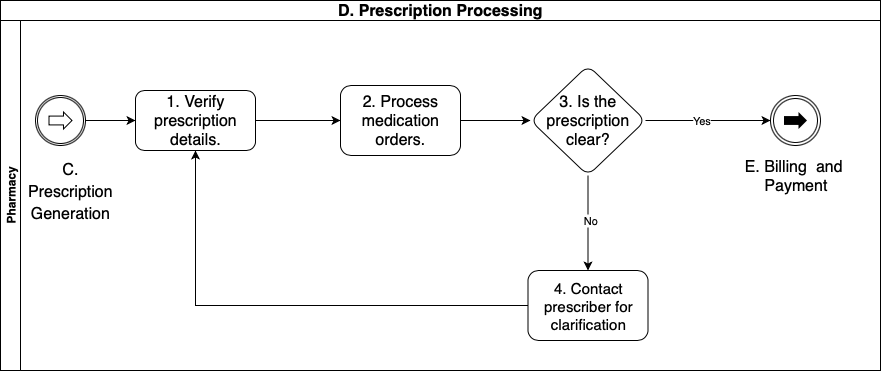 D. Prescription Processing
Pharmacy
C.
Prescription
Generation
1. Verify
prescription
details.
2. Process
medication
orders.
3. Is the
prescription
clear?
Yes
E. Billing and
Payment
No
4. Contact
prescriber for
clarification